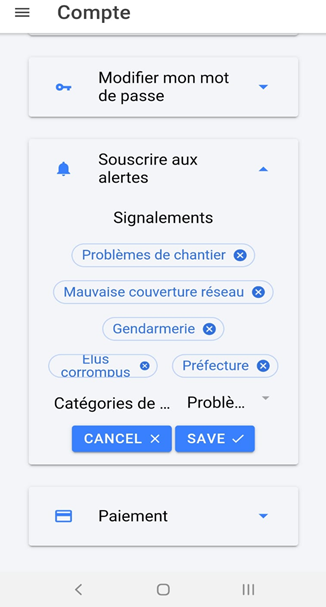 Compte
Modifier mon mot
de passe
Souscrire aux
alertes
Signalements
Problèmes de chantier
Mauvaise couverture réseau
Gendarmerie
Elus
corrompus
Préfecture
Catégories de ... Problè...
CANCEL
SAVE
Paiement